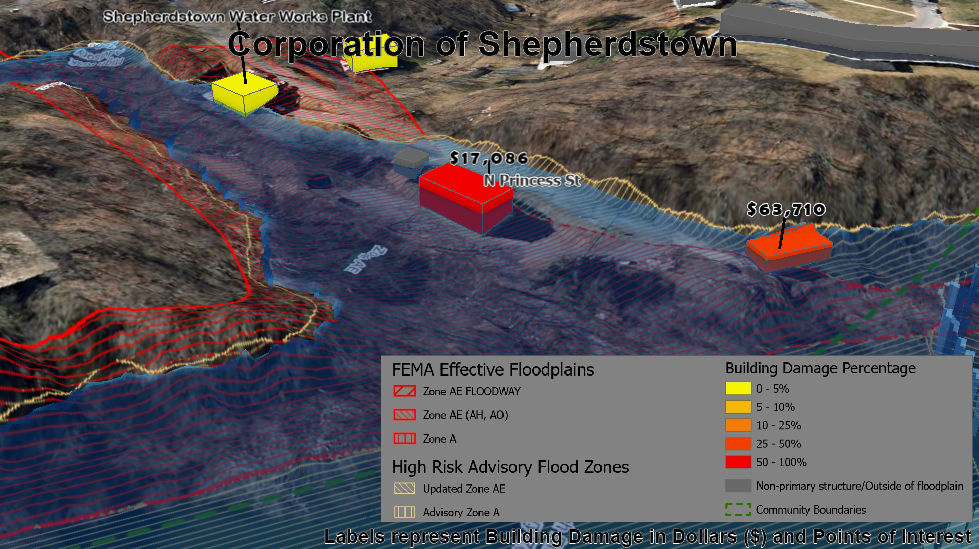 Shepherdstown Water Works Plant
Corporation of Shepherdstown
$17,086
N Princess St
$63,710
FEMA Effective Floodplains
Zone AE FLOODWAY
Zone AE (AH, AO)
Zone A
High Risk Advisory Flood Zones
Updated Zone AE
Advisory Zone A
Building Damage Percentage
0 - 5%
5 - 10%
10 - 25%
25 - 50%
50 - 100%
Non-primary structure/Outside of floodplain
Community Boundaries
Labels represent Building Damage in Dollars ($) and Points of Interest